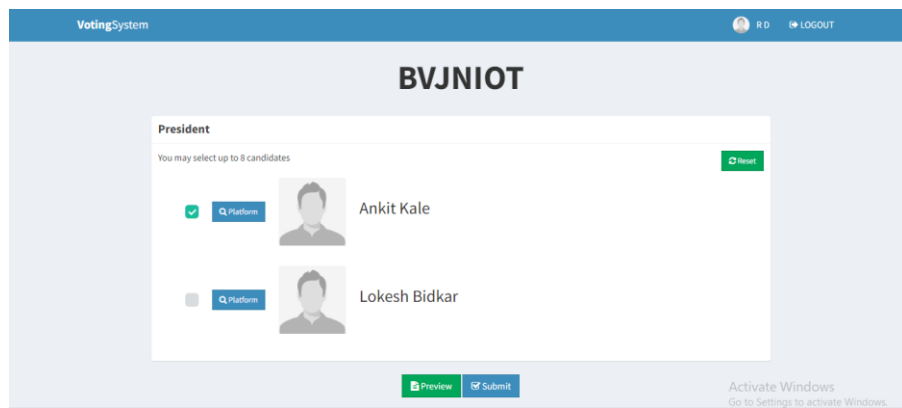 VotingSystem R D LOGOUT
BVJNIOT
President
You may select up to 8 candidates Reset
Platform Ankit Kale
Platform Lokesh Bidkar
Preview Submit
Activate Windows
Go to Settings to activate Windows.